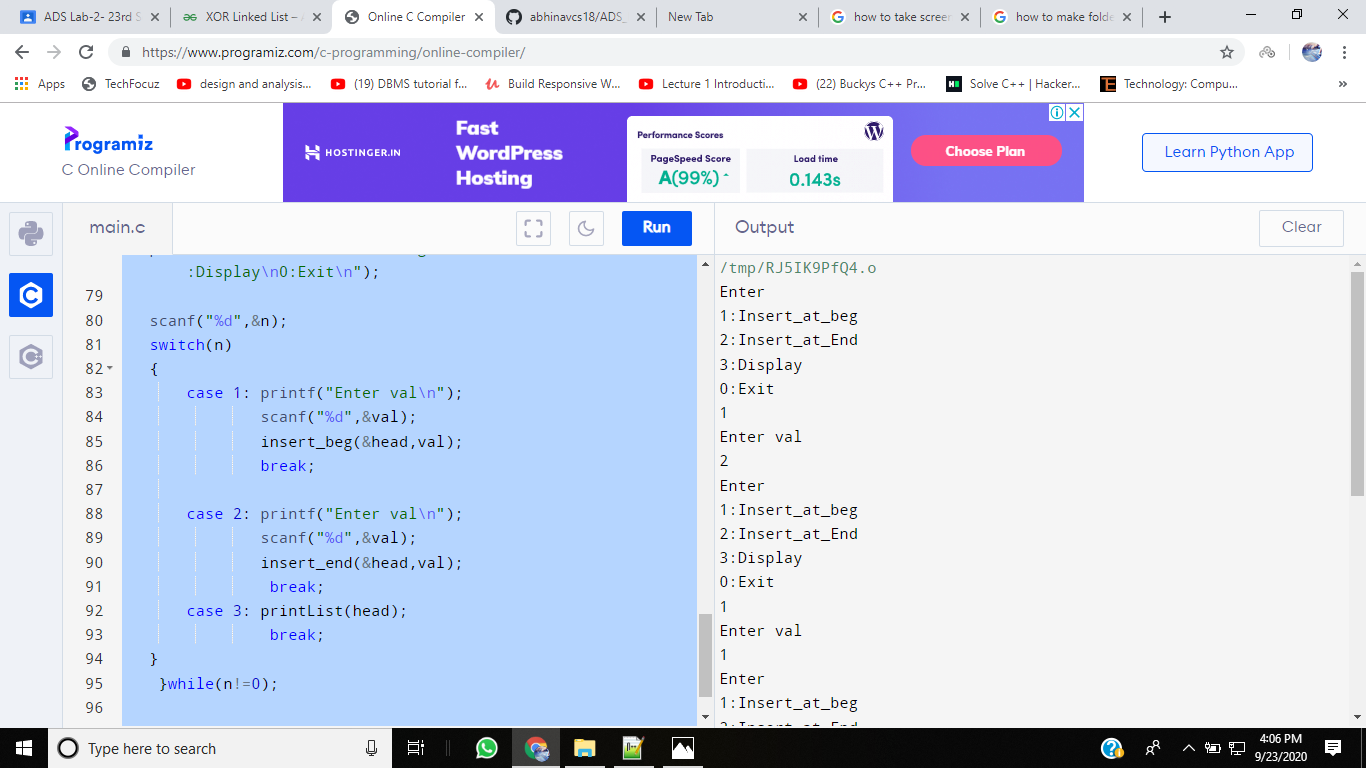 ADS Lab-2- 23rd S
XOR Linked List –
Online C Compiler
abhinavcs18/ADS_
New Tab
how to take screer
how to make folde
https://www.programiz.com/c-programming/online-compiler/
Apps
TechFocuz
design and analysis...
(19) DBMS tutorial f...
Build Responsive W...
Lecture 1 Introducti...
(22) Buckys C++ Pr...
Solve C++ | Hacker...
Technology: Compu...
Programiz
C Online Compiler
HOSTINGER.IN
Fast
WordPress
Hosting
Performance Scores
PageSpeed Score
A(99%)
Load time
0.143s
Choose Plan
Learn Python App
main.c
Run
Output
Clear
:Display\n0:Exit\n");
79
80 scanf("%d",&n);
81 switch(n)
82 {
83 case 1: printf("Enter val\n");
84 scanf("%d",&val);
85 insert_beg(&head,val);
86 break;
87
88 case 2: printf("Enter val\n");
89 scanf("%d",&val);
90 insert_end(&head,val);
91 break;
92 case 3: printList(head);
93 break;
94 }
95 }while(n!=0);
96
/tmp/RJ5IK9PfQ4.o
Enter
1:Insert_at_beg
2:Insert_at_End
3:Display
0:Exit
1
Enter val
2
Enter
1:Insert_at_beg
2:Insert_at_End
3:Display
0:Exit
1
Enter val
1
Enter
1:Insert_at_beg
2:Insert_at_End
Type here to search
4:06 PM
9/23/2020